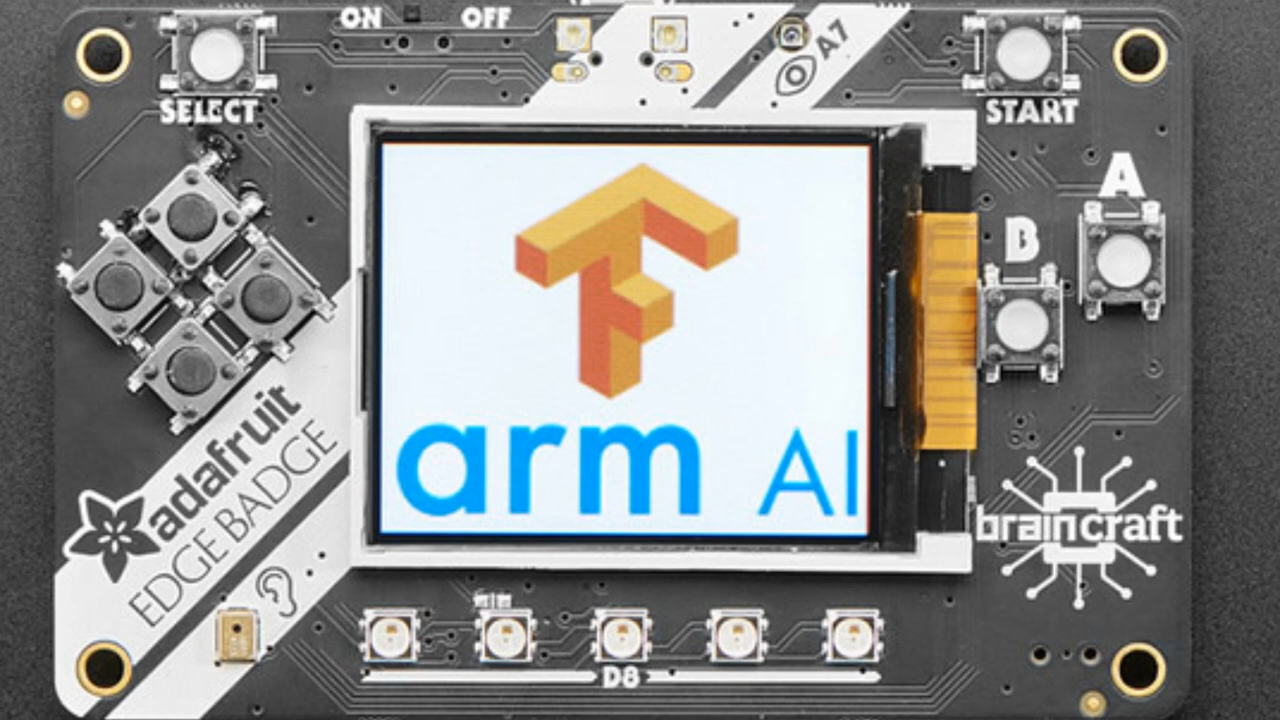 ON OFF
A7
SELECT
START
A
B
arm AI
adafruit
EDGE BADGE
braincraft
D8